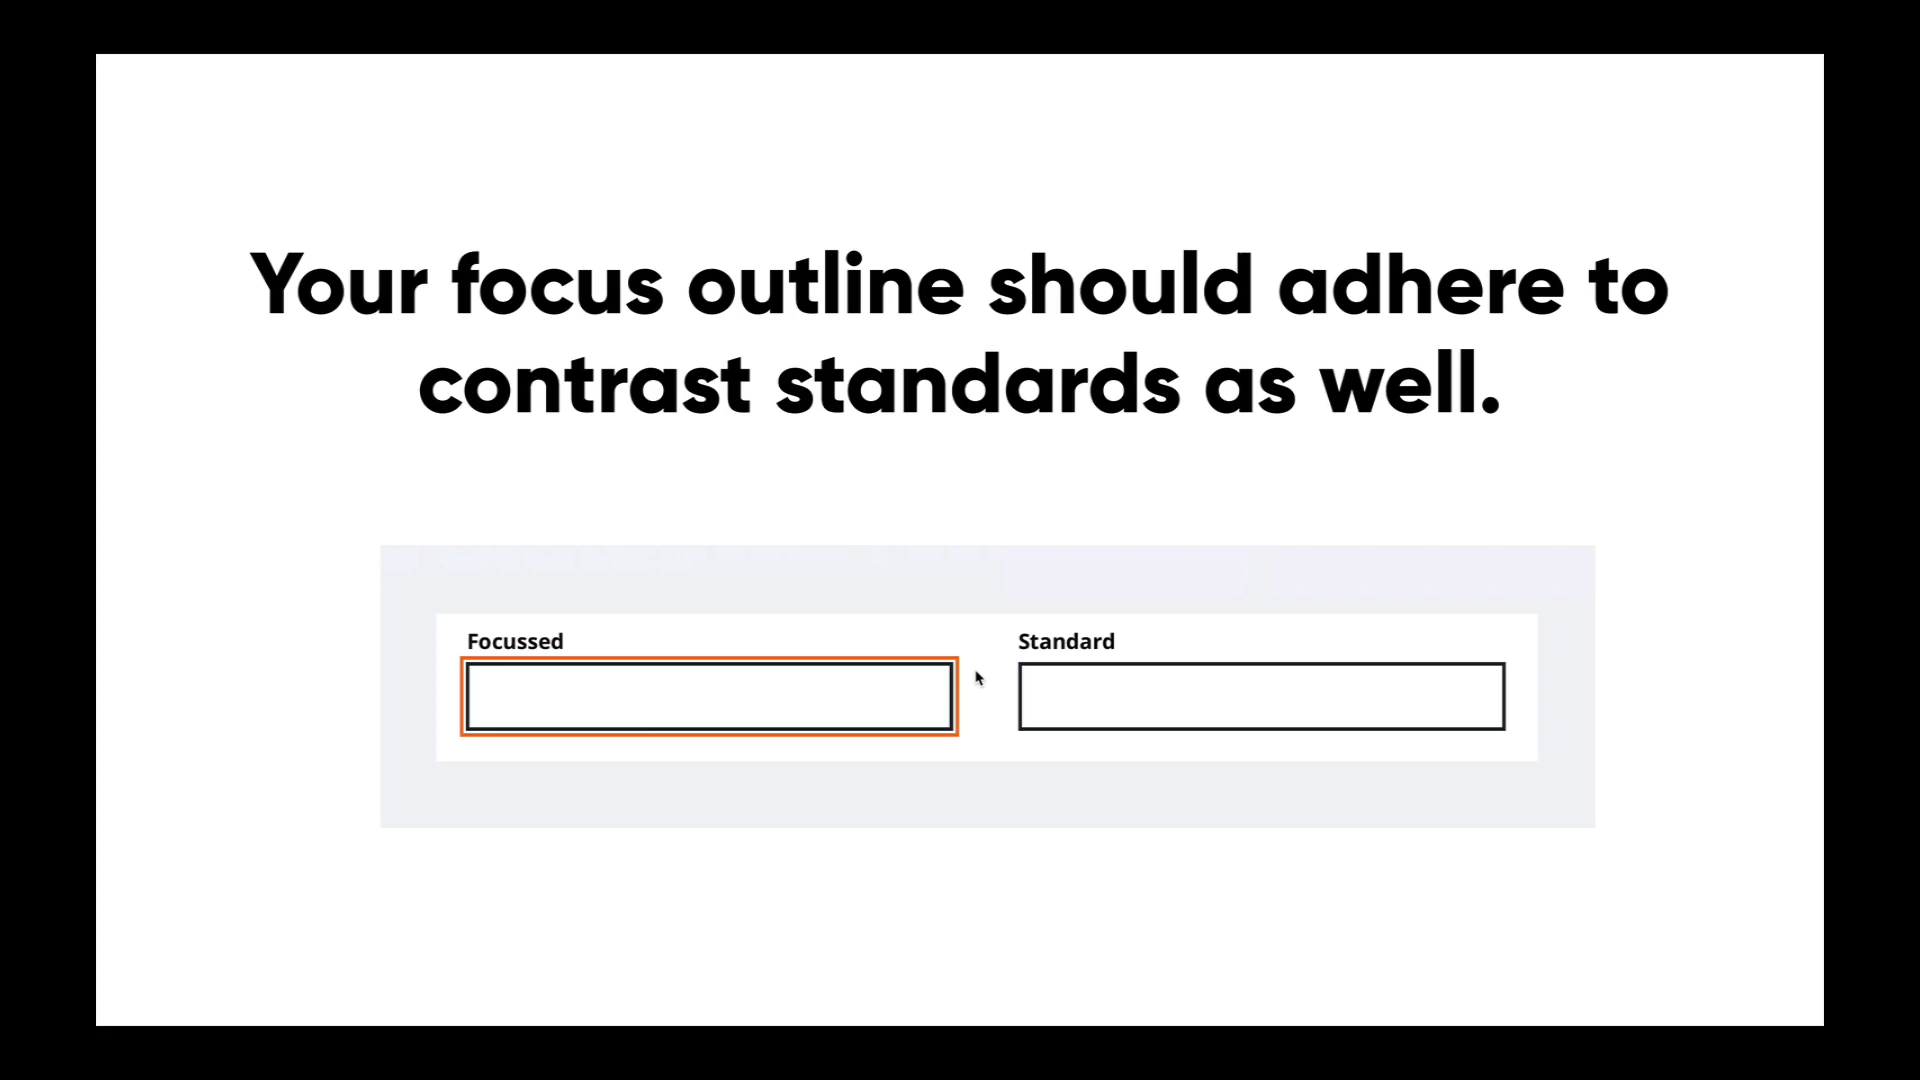 Your focus outline should adhere to
contrast standards as well.
Focussed
Standard